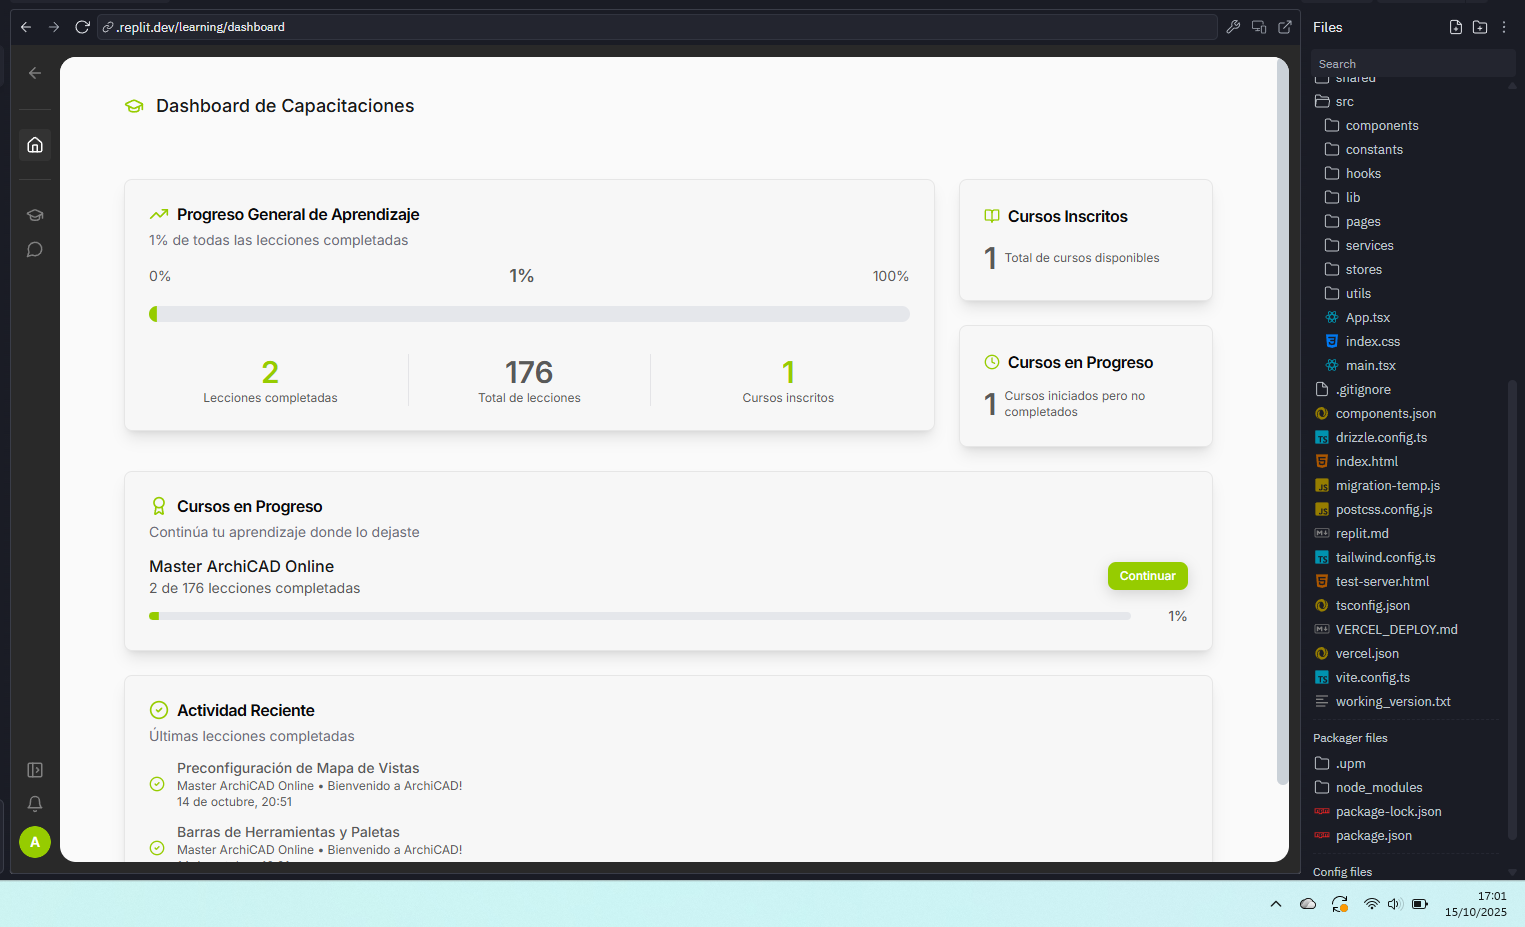 .replit.dev/learning/dashboard
Dashboard de Capacitaciones
Progreso General de Aprendizaje
1% de todas las lecciones completadas
0%
1%
100%
2
Lecciones completadas
176
Total de lecciones
1
Cursos inscritos
Cursos Inscritos
1
Total de cursos disponibles
Cursos en Progreso
1
Cursos iniciados pero no
completados
Cursos en Progreso
Continúa tu aprendizaje donde lo dejaste
Master ArchiCAD Online
2 de 176 lecciones completadas
Continuar
1%
Actividad Reciente
Últimas lecciones completadas
Preconfiguración de Mapa de Vistas
Master ArchiCAD Online • Bienvenido a ArchiCAD!
14 de octubre, 20:51
Barras de Herramientas y Paletas
Master ArchiCAD Online • Bienvenido a ArchiCAD!
A
Files
Search
shared
src
components
constants
hooks
lib
pages
services
stores
utils
App.tsx
index.css
main.tsx
.gitignore
components.json
drizzle.config.ts
index.html
migration-temp.js
postcss.config.js
replit.md
tailwind.config.ts
test-server.html
tsconfig.json
VERCEL_DEPLOY.md
vercel.json
vite.config.ts
working_version.txt
Packager files
.upm
node_modules
package-lock.json
package.json
Config files
17:01
15/10/2025